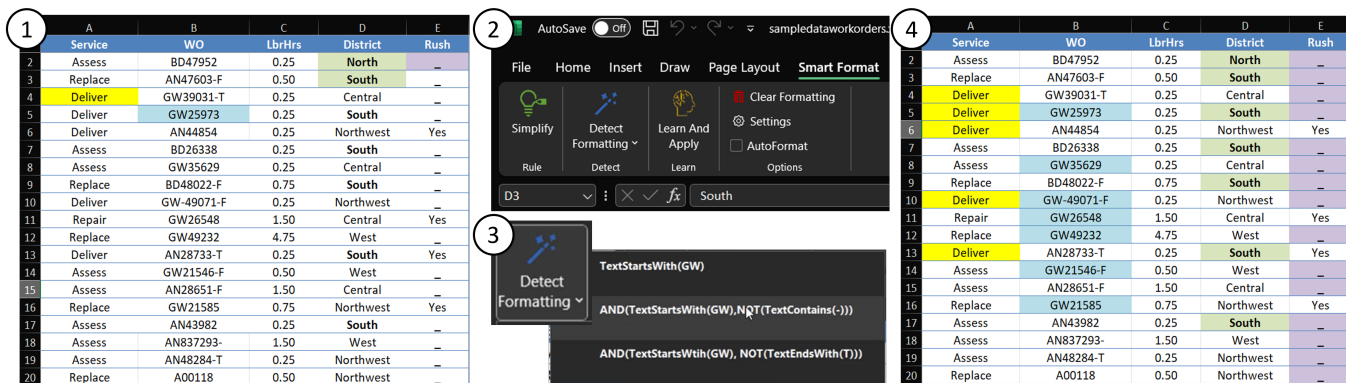 1
A B C D E
Service WO LbrHrs District Rush
2 Assess BD47952 0.25 North _
3 Replace AN47603-F 0.50 South _
4 Deliver GW39031-T 0.25 Central _
5 Deliver GW25973 0.25 South _
6 Deliver AN44854 0.25 Northwest Yes
7 Assess BD26338 0.25 South _
8 Assess GW35629 0.25 Central _
9 Replace BD48022-F 0.75 South _
10 Deliver GW-49071-F 0.25 Northwest _
11 Repair GW26548 1.50 Central Yes
12 Replace GW49232 4.75 West _
13 Deliver AN28733-T 0.25 South Yes
14 Assess GW21546-F 0.50 West _
15 Assess AN28651-F 1.50 Central _
16 Replace GW21585 0.75 Northwest Yes
17 Assess AN43982 0.25 South _
18 Assess AN837293- 1.50 West _
19 Assess AN48284-T 0.25 Northwest _
20 Replace A00118 0.50 Northwest _
2
AutoSave Off sampledataworkorders.
File Home Insert Draw Page Layout Smart Format
Simplify
Rule
Detect
Formatting
Detect
Learn And
Apply
Learn
Clear Formatting
Settings
AutoFormat
Options
D3 fx South
3
Detect
Formatting
TextStartsWith(GW)
AND(TextStartsWith(GW),NOT(TextContains(-)))
AND(TextStartsWtih(GW), NOT(TextEndsWith(T)))
4
A B C D E
Service WO LbrHrs District Rush
2 Assess BD47952 0.25 North _
3 Replace AN47603-F 0.50 South _
4 Deliver GW39031-T 0.25 Central _
5 Deliver GW25973 0.25 South _
6 Deliver AN44854 0.25 Northwest Yes
7 Assess BD26338 0.25 South _
8 Assess GW35629 0.25 Central _
9 Replace BD48022-F 0.75 South _
10 Deliver GW-49071-F 0.25 Northwest _
11 Repair GW26548 1.50 Central Yes
12 Replace GW49232 4.75 West _
13 Deliver AN28733-T 0.25 South Yes
14 Assess GW21546-F 0.50 West _
15 Assess AN28651-F 1.50 Central _
16 Replace GW21585 0.75 Northwest Yes
17 Assess AN43982 0.25 South _
18 Assess AN837293- 1.50 West _
19 Assess AN48284-T 0.25 Northwest _
20 Replace A00118 0.50 Northwest _